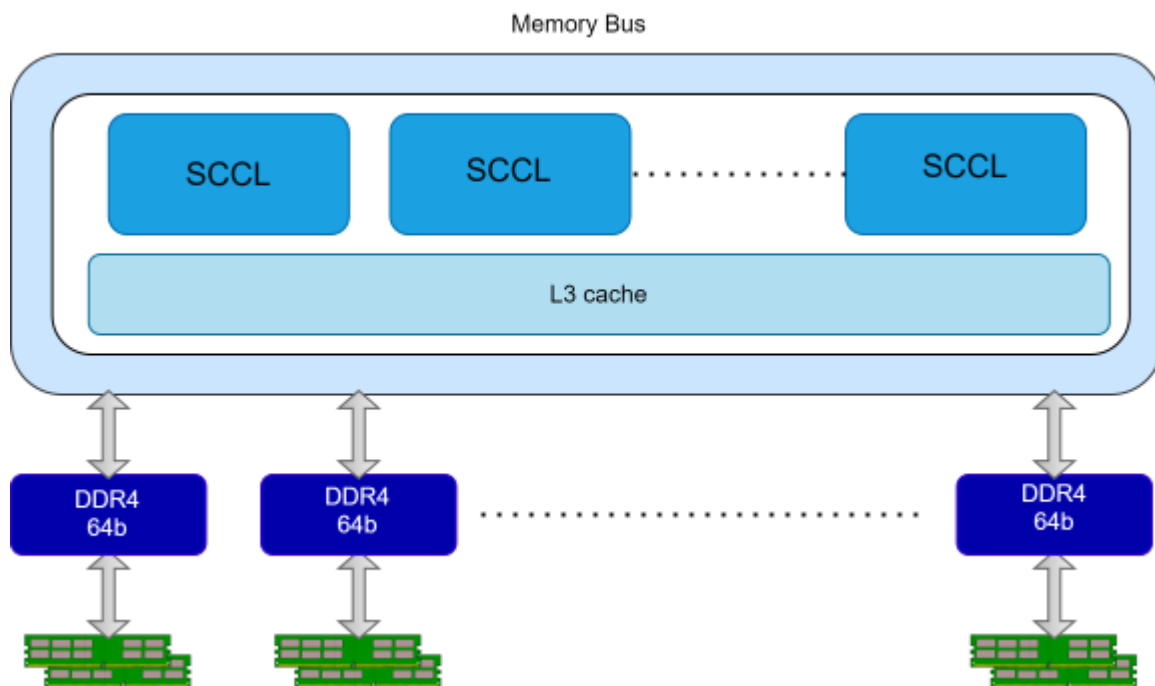 Memory Bus
SCCL
SCCL
SCCL
L3 cache
DDR4
64b
DDR4
64b
DDR4
64b